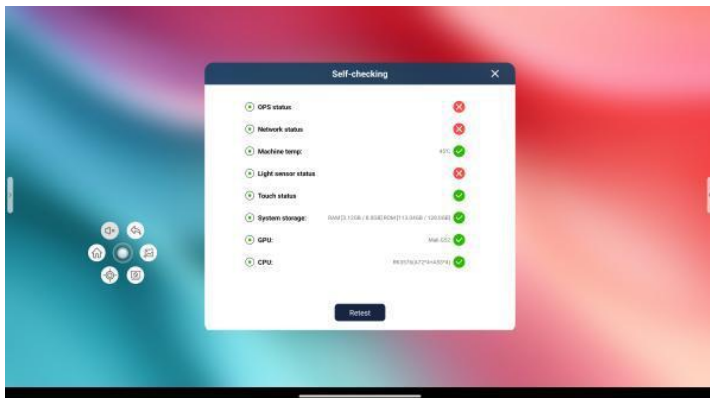 Self-checking
OPS status
Network status
Machine temp:
Light sensor status
Touch status
System storage:
GPU:
CPU:
Retest